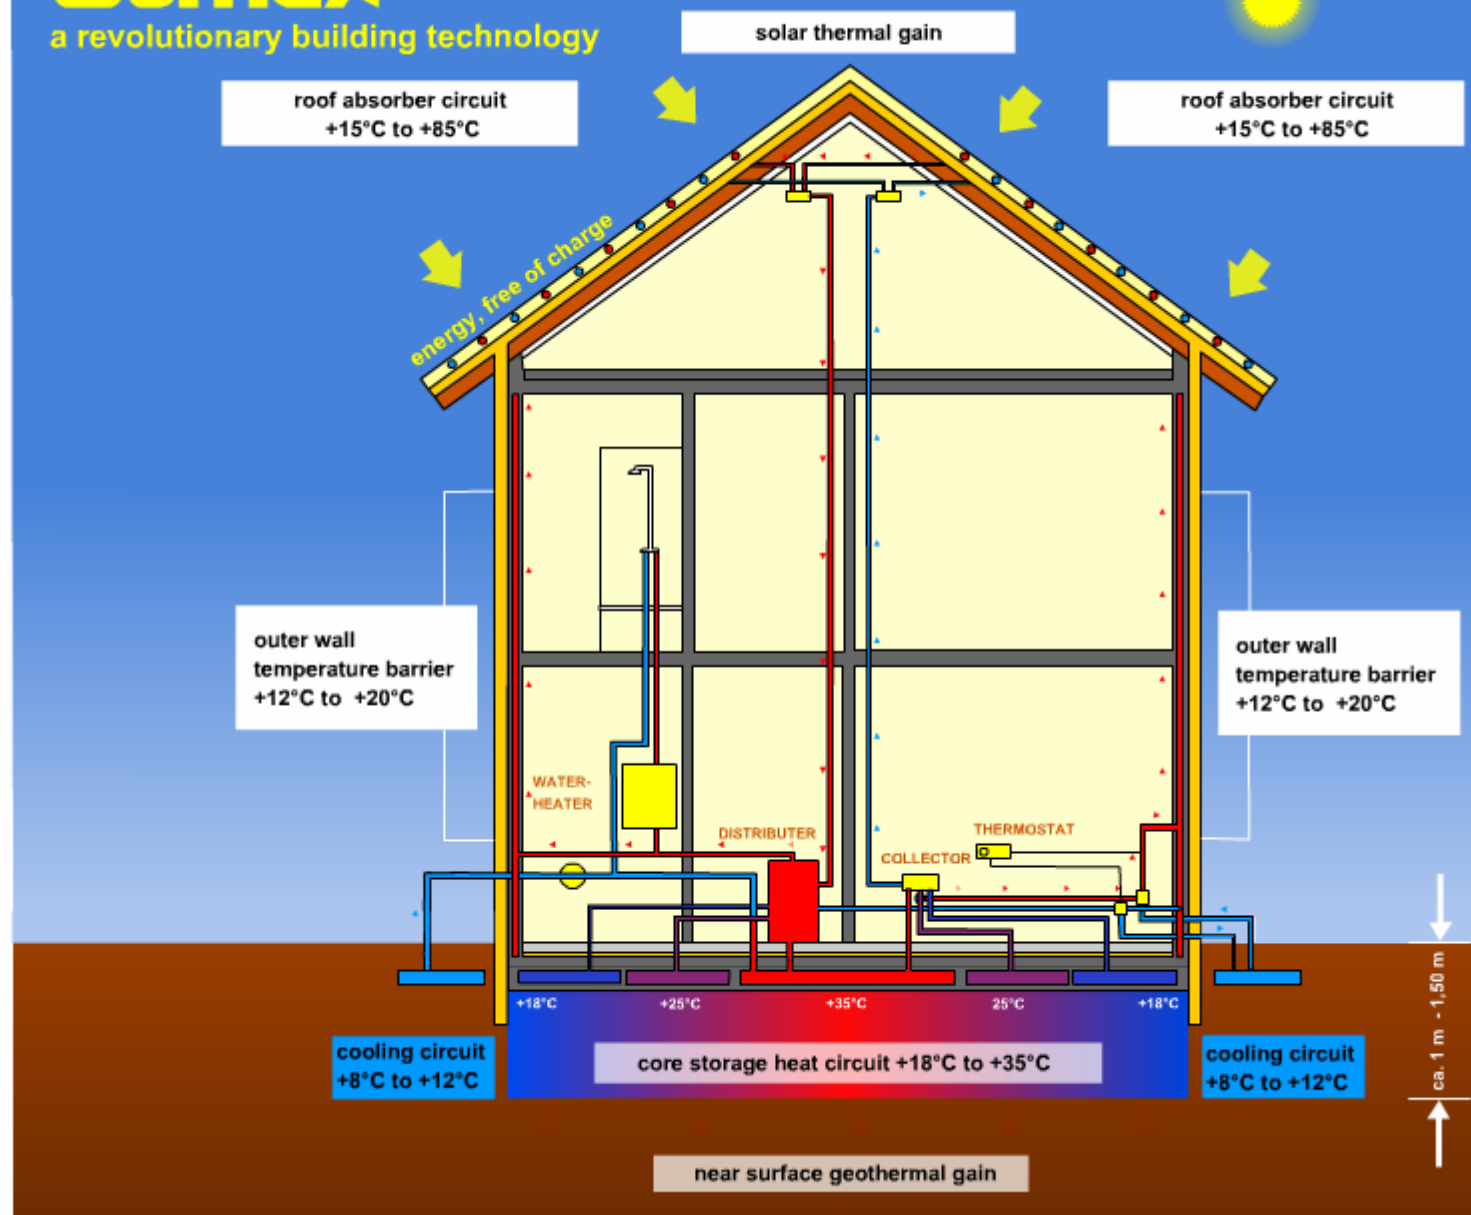 a revolutionary building technology
solar thermal gain
roof absorber circuit
+15°C to +85°C
roof absorber circuit
+15°C to +85°C
energy, free of charge
outer wall
temperature barrier
+12°C to +20°C
outer wall
temperature barrier
+12°C to +20°C
WATER-
HEATER
DISTRIBUTER
THERMOSTAT
COLLECTOR
+18°C
+25°C
+35°C
25°C
+18°C
ca. 1 m - 1,50 m
cooling circuit
+8°C to +12°C
core storage heat circuit +18°C to +35°C
cooling circuit
+8°C to +12°C
near surface geothermal gain